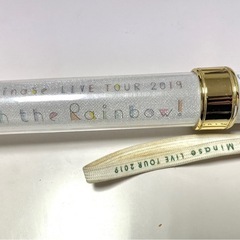 inase LIVE TOUR 2019
the Rainbow!
Minase LIVE TOUR 2019